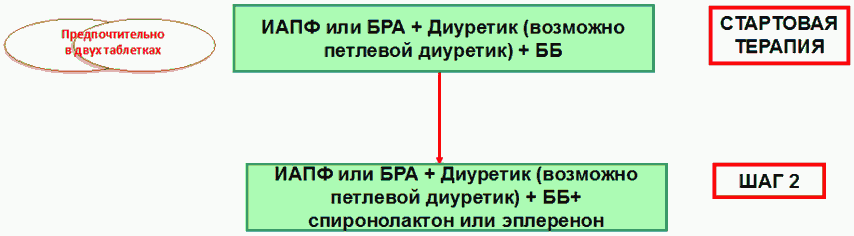 Предпочтительно
в двух таблетках
ИАПФ или БРА + Диуретик (возможно
петлевой диуретик) + ББ
СТАРТОВАЯ
ТЕРАПИЯ
ИАПФ или БРА + Диуретик (возможно
петлевой диуретик) + ББ+
спиронолактон или эплеренон
ШАГ 2